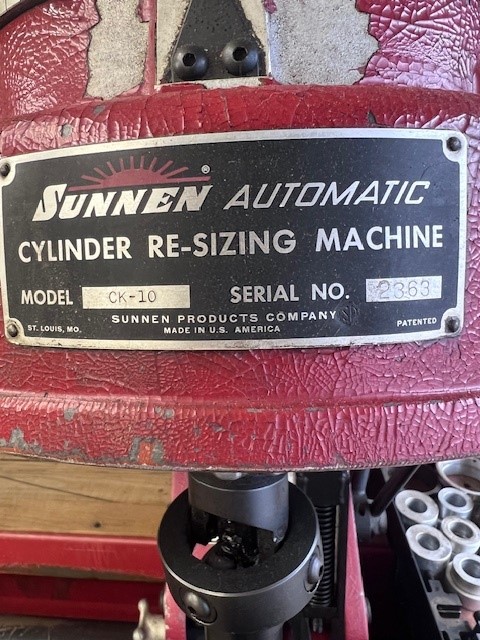 SUNNEN® AUTOMATIC
CYLINDER RE-SIZING MACHINE
MODEL CK-10 SERIAL NO. 2363
SUNNEN PRODUCTS COMPANY
ST. LOUIS, MO. MADE IN U.S. AMERICA PATENTED